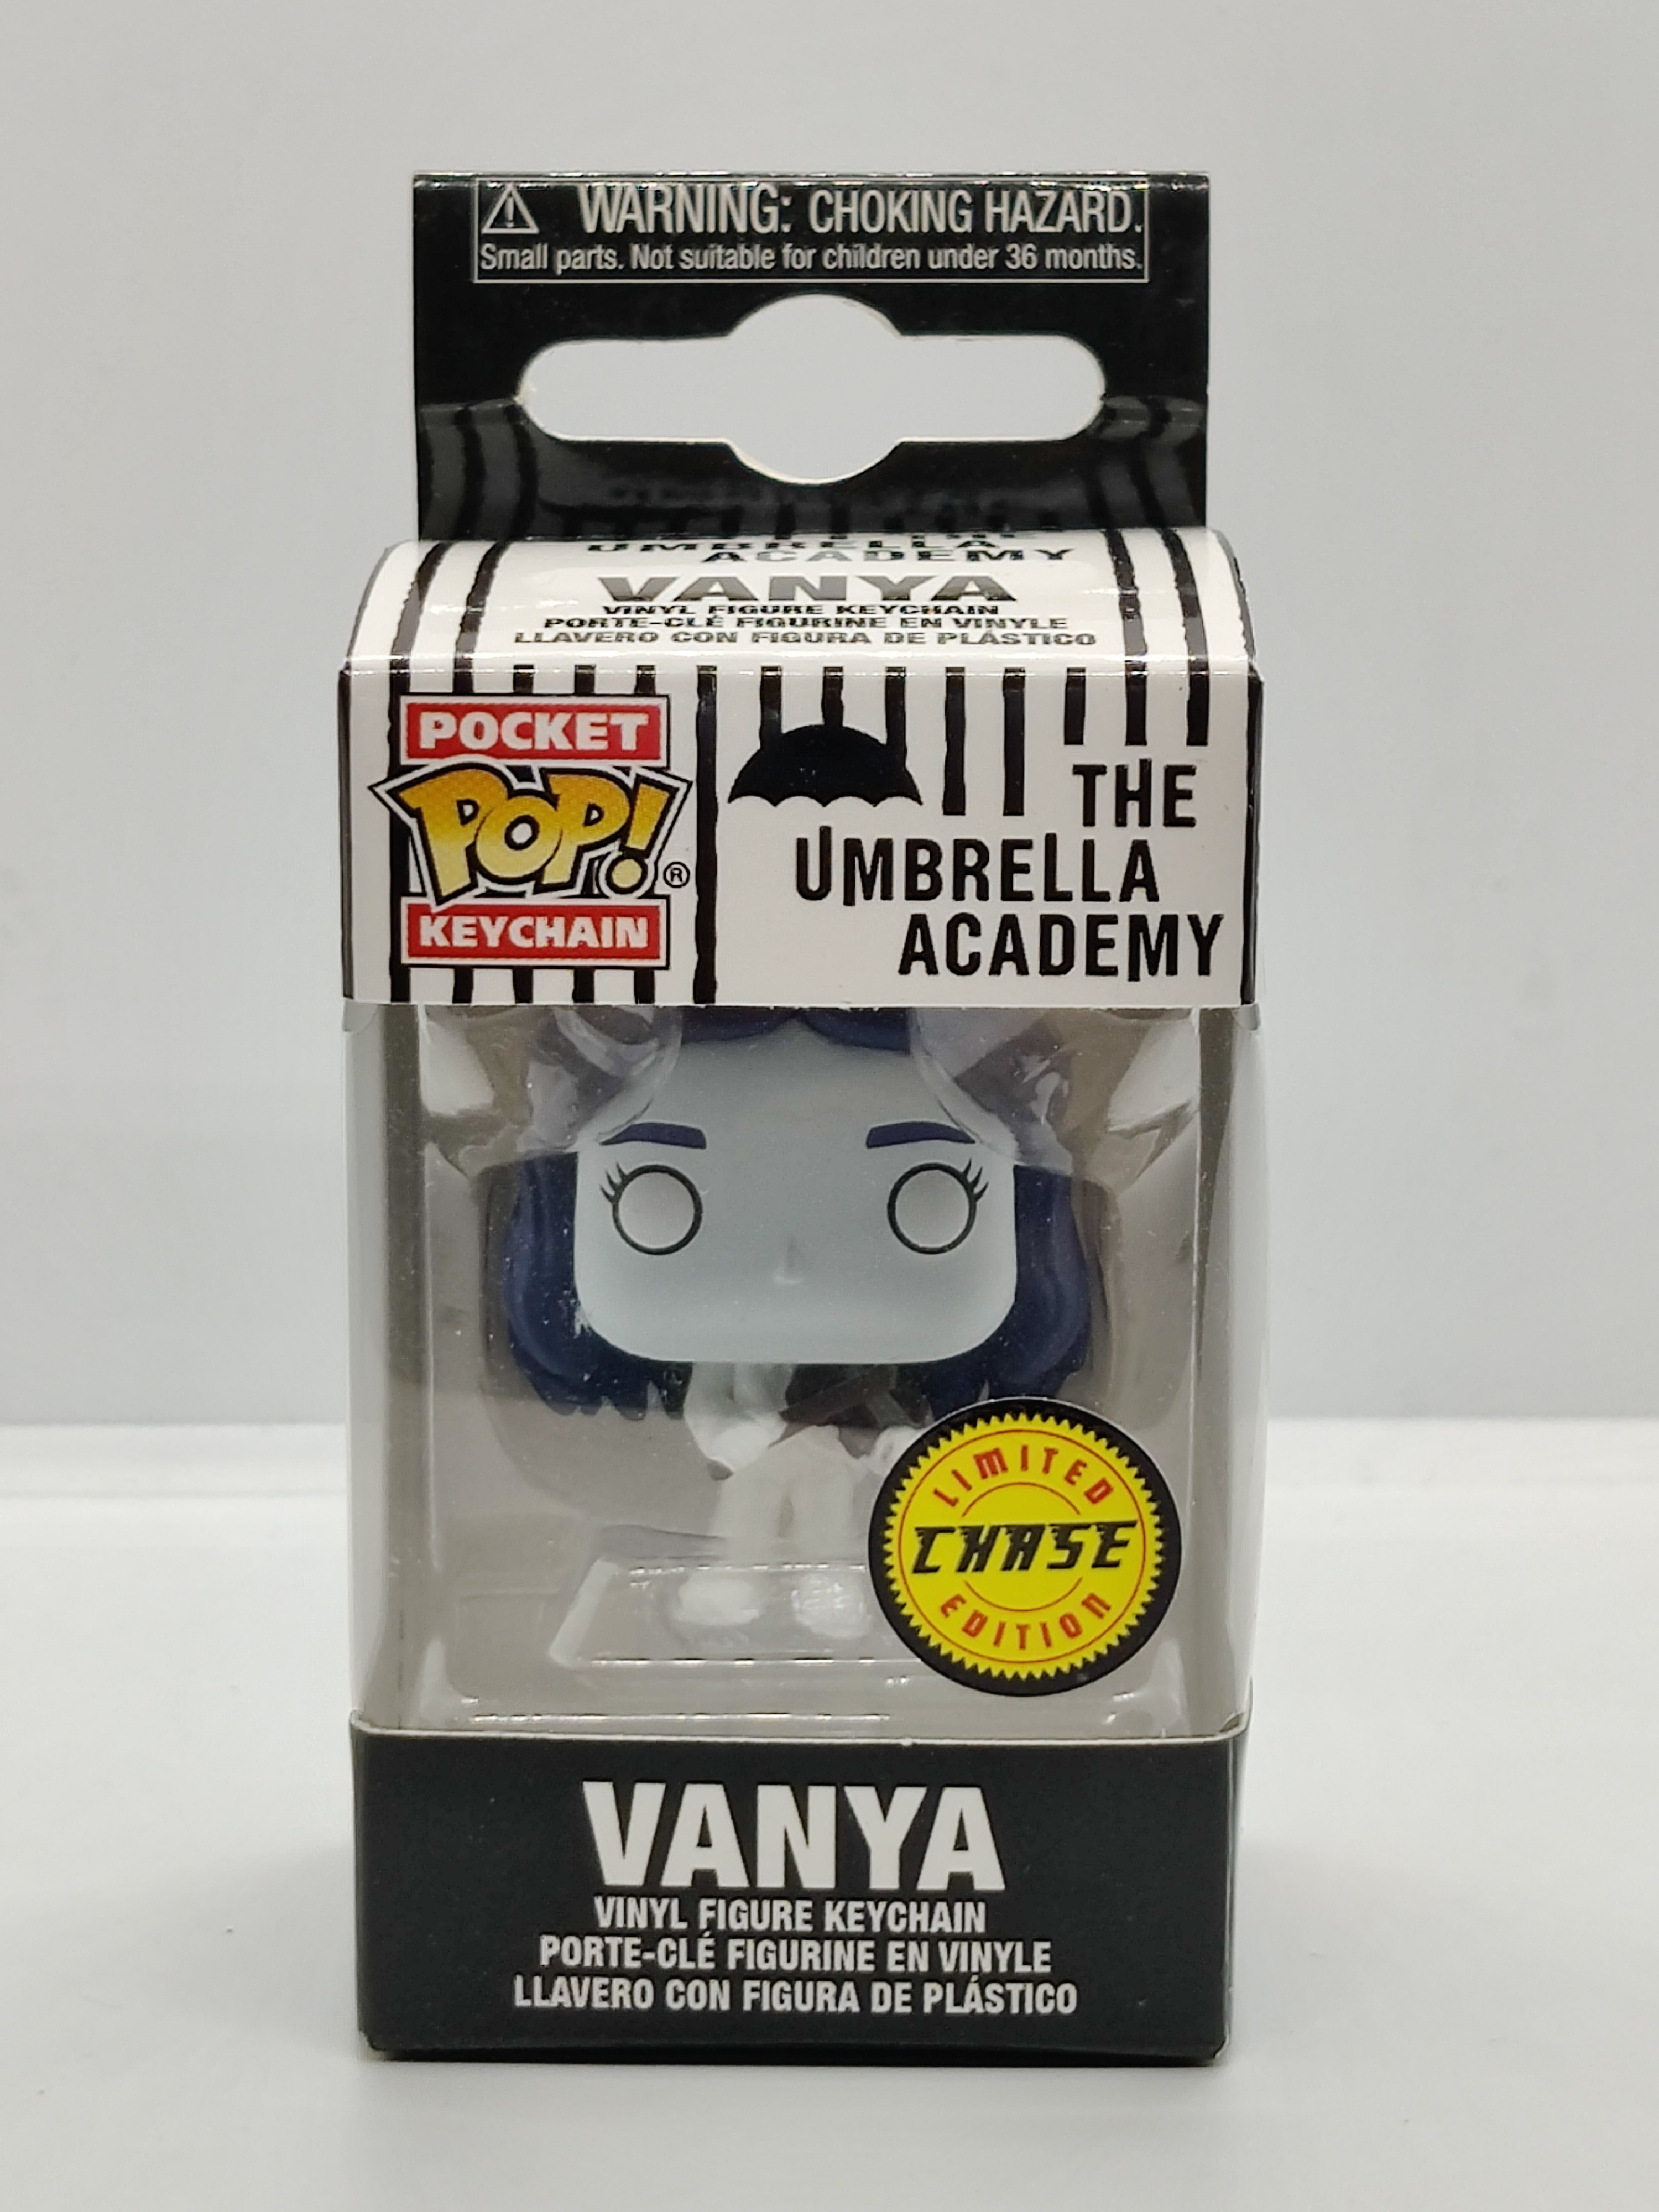 WARNING: CHOKING HAZARD.
Small parts. Not suitable for children under 36 months.
UMBRELLA
ACADEMY
VANYA
VINYL FIGURE KEYCHAIN
PORTE-CLÉ FIGURINE EN VINYLE
LLAVERO CON FIGURA DE PLÁSTICO
POCKET
POP!®
KEYCHAIN
THE
UMBRELLA
ACADEMY
LIMITED
CHASE
EDITION
VANYA
VINYL FIGURE KEYCHAIN
PORTE-CLÉ FIGURINE EN VINYLE
LLAVERO CON FIGURA DE PLÁSTICO